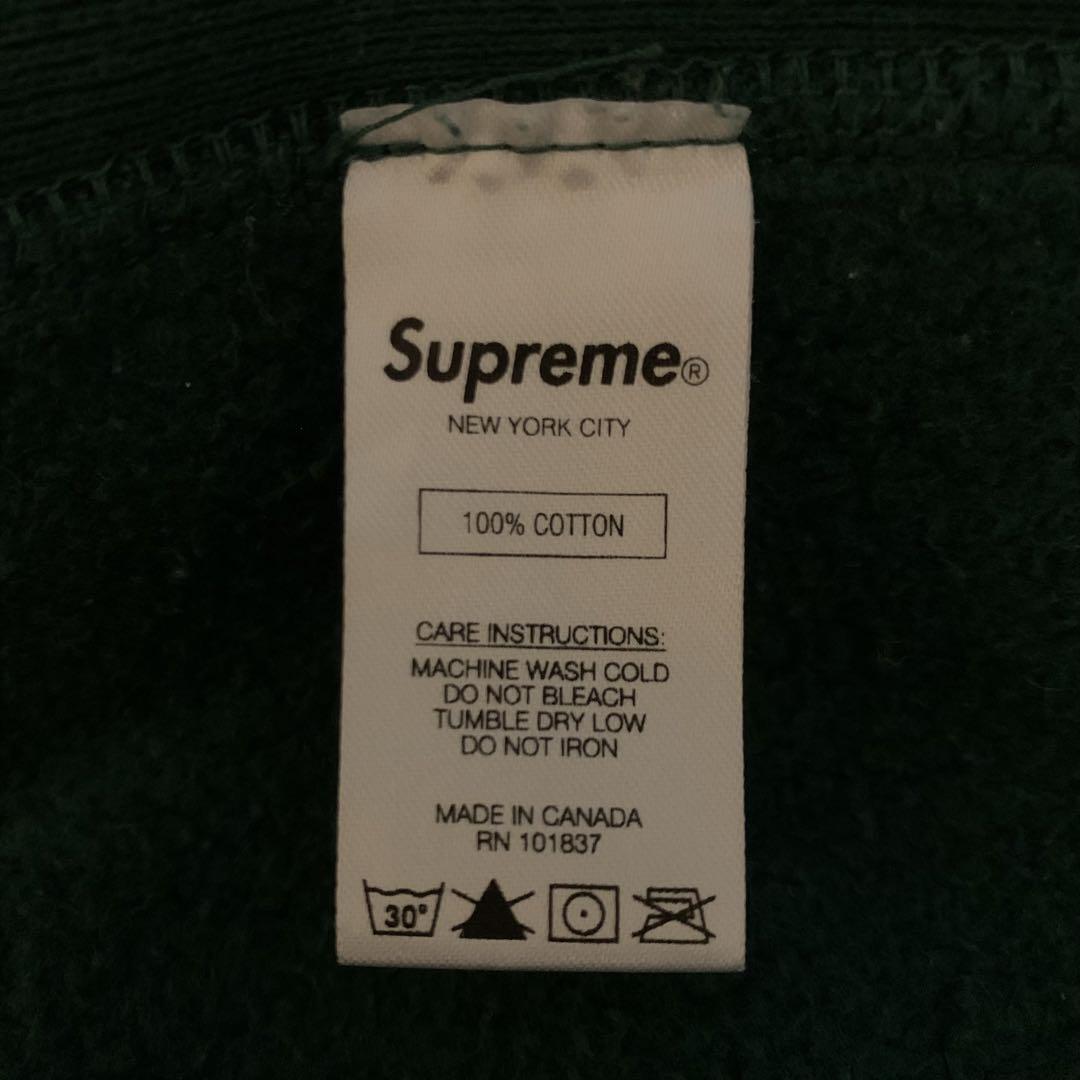 Supreme®
NEW YORK CITY
100% COTTON
CARE INSTRUCTIONS:
MACHINE WASH COLD
DO NOT BLEACH
TUMBLE DRY LOW
DO NOT IRON
MADE IN CANADA
RN 101837
30°